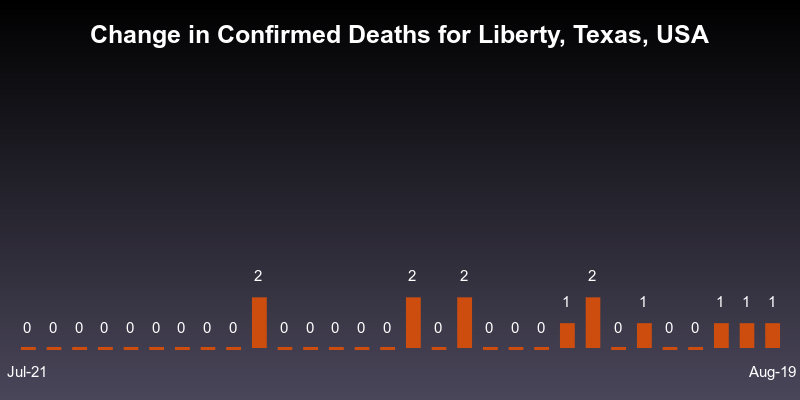 Change in Confirmed Deaths for Liberty, Texas, USA
0 0 0 0 0 0 0 0 0 2 0 0 0 0 0 2 0 2 0 0 0 1 2 0 1 0 0 1 1 1
Jul-21 Aug-19